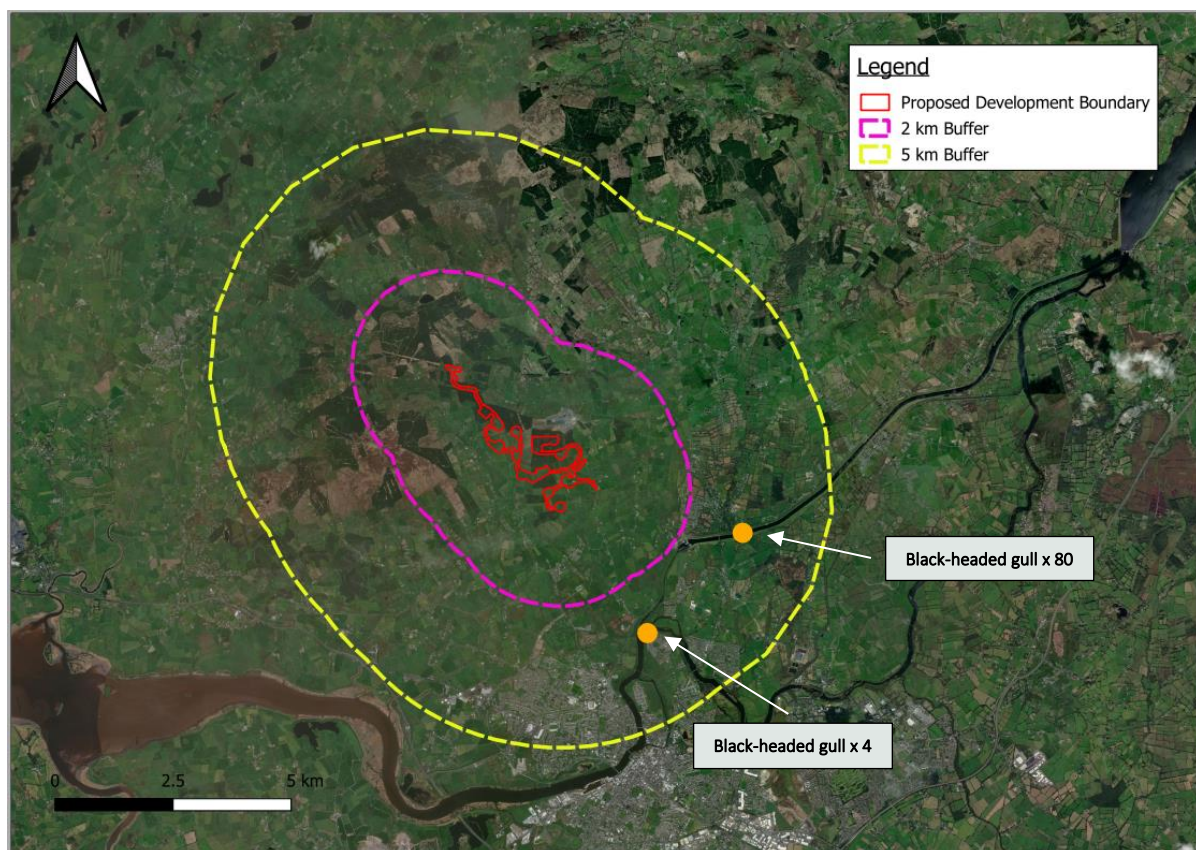 Legend
Proposed Development Boundary
2 km Buffer
5 km Buffer
Black-headed gull x 80
Black-headed gull x 4
0 2.5 5 km